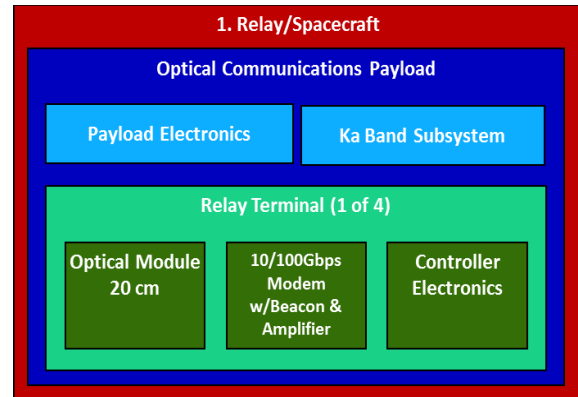 1. Relay/Spacecraft
Optical Communications Payload
Payload Electronics
Ka Band Subsystem
Relay Terminal (1 of 4)
Optical Module
20 cm
10/100Gbps
Modem
w/Beacon &
Amplifier
Controller
Electronics